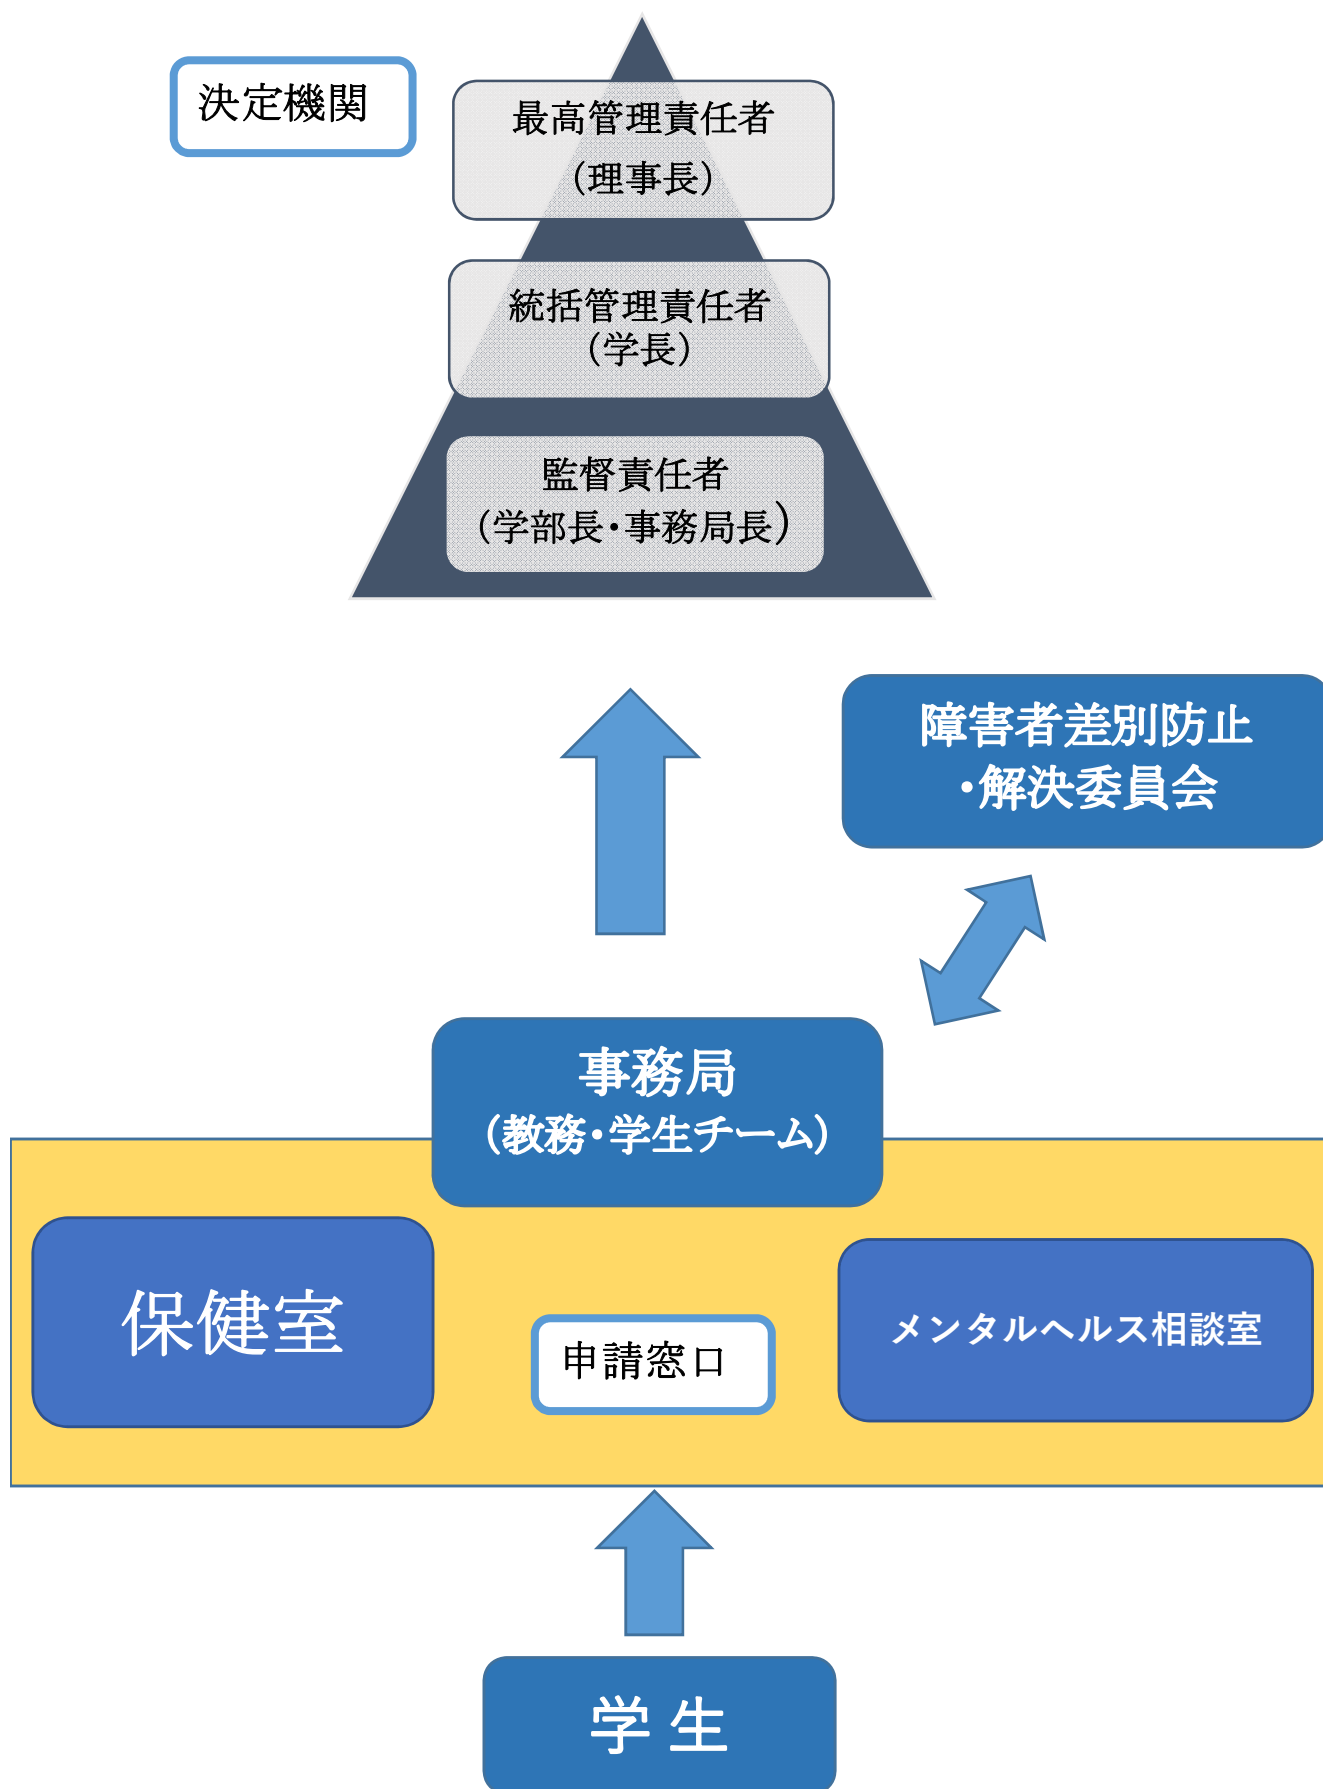 決定機関
最高管理責任者
(理事長)
統括管理責任者
(学長)
監督責任者
(学部長・事務局長)
障害者差別防止
・解決委員会
事務局
(教務・学生チーム)
保健室
申請窓口
メンタルヘルス相談室
学生